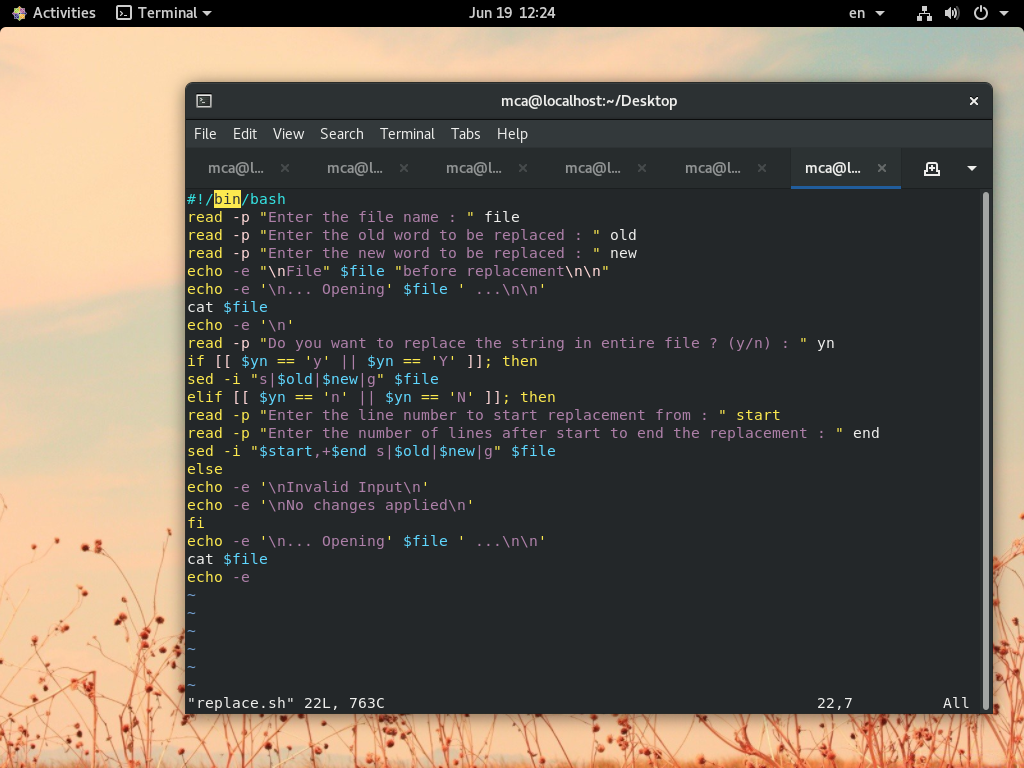 Activities Terminal Jun 19 12:24 en
mca@localhost:~/Desktop
File Edit View Search Terminal Tabs Help
mca@l... mca@l... mca@l... mca@l... mca@l... mca@l...
#!/bin/bash
read -p "Enter the file name : " file
read -p "Enter the old word to be replaced : " old
read -p "Enter the new word to be replaced : " new
echo -e "\nFile" $file "before replacement\n\n"
echo -e '\n... Opening' $file ' ...\n\n'
cat $file
echo -e '\n'
read -p "Do you want to replace the string in entire file ? (y/n) : " yn
if [[ $yn == 'y' || $yn == 'Y' ]]; then
sed -i "s|$old|$new|g" $file
elif [[ $yn == 'n' || $yn == 'N' ]]; then
read -p "Enter the line number to start replacement from : " start
read -p "Enter the number of lines after start to end the replacement : " end
sed -i "$start,+$end s|$old|$new|g" $file
else
echo -e '\nInvalid Input\n'
echo -e '\nNo changes applied\n'
fi
echo -e '\n... Opening' $file ' ...\n\n'
cat $file
echo -e
~
~
~
~
~
~
"replace.sh" 22L, 763C 22,7 All